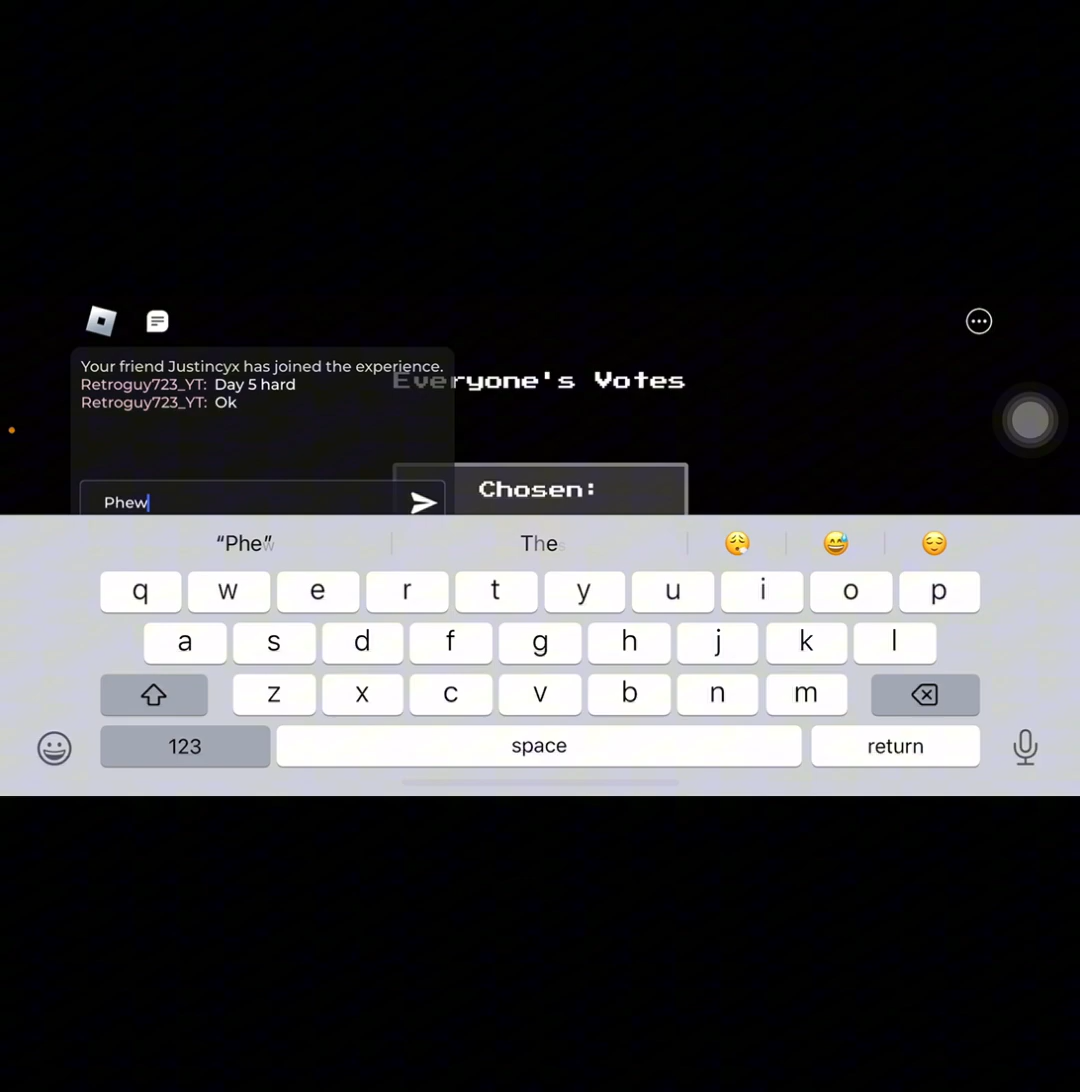 Your friend Justincyx has joined the experience.
Retroguy723_YT: Day 5 hard
Retroguy723_YT: Ok
Everyone's Votes
Chosen:
Phew
“Phe”
The
q w e r t y u i o p
a s d f g h j k l
z x c v b n m
123 space return